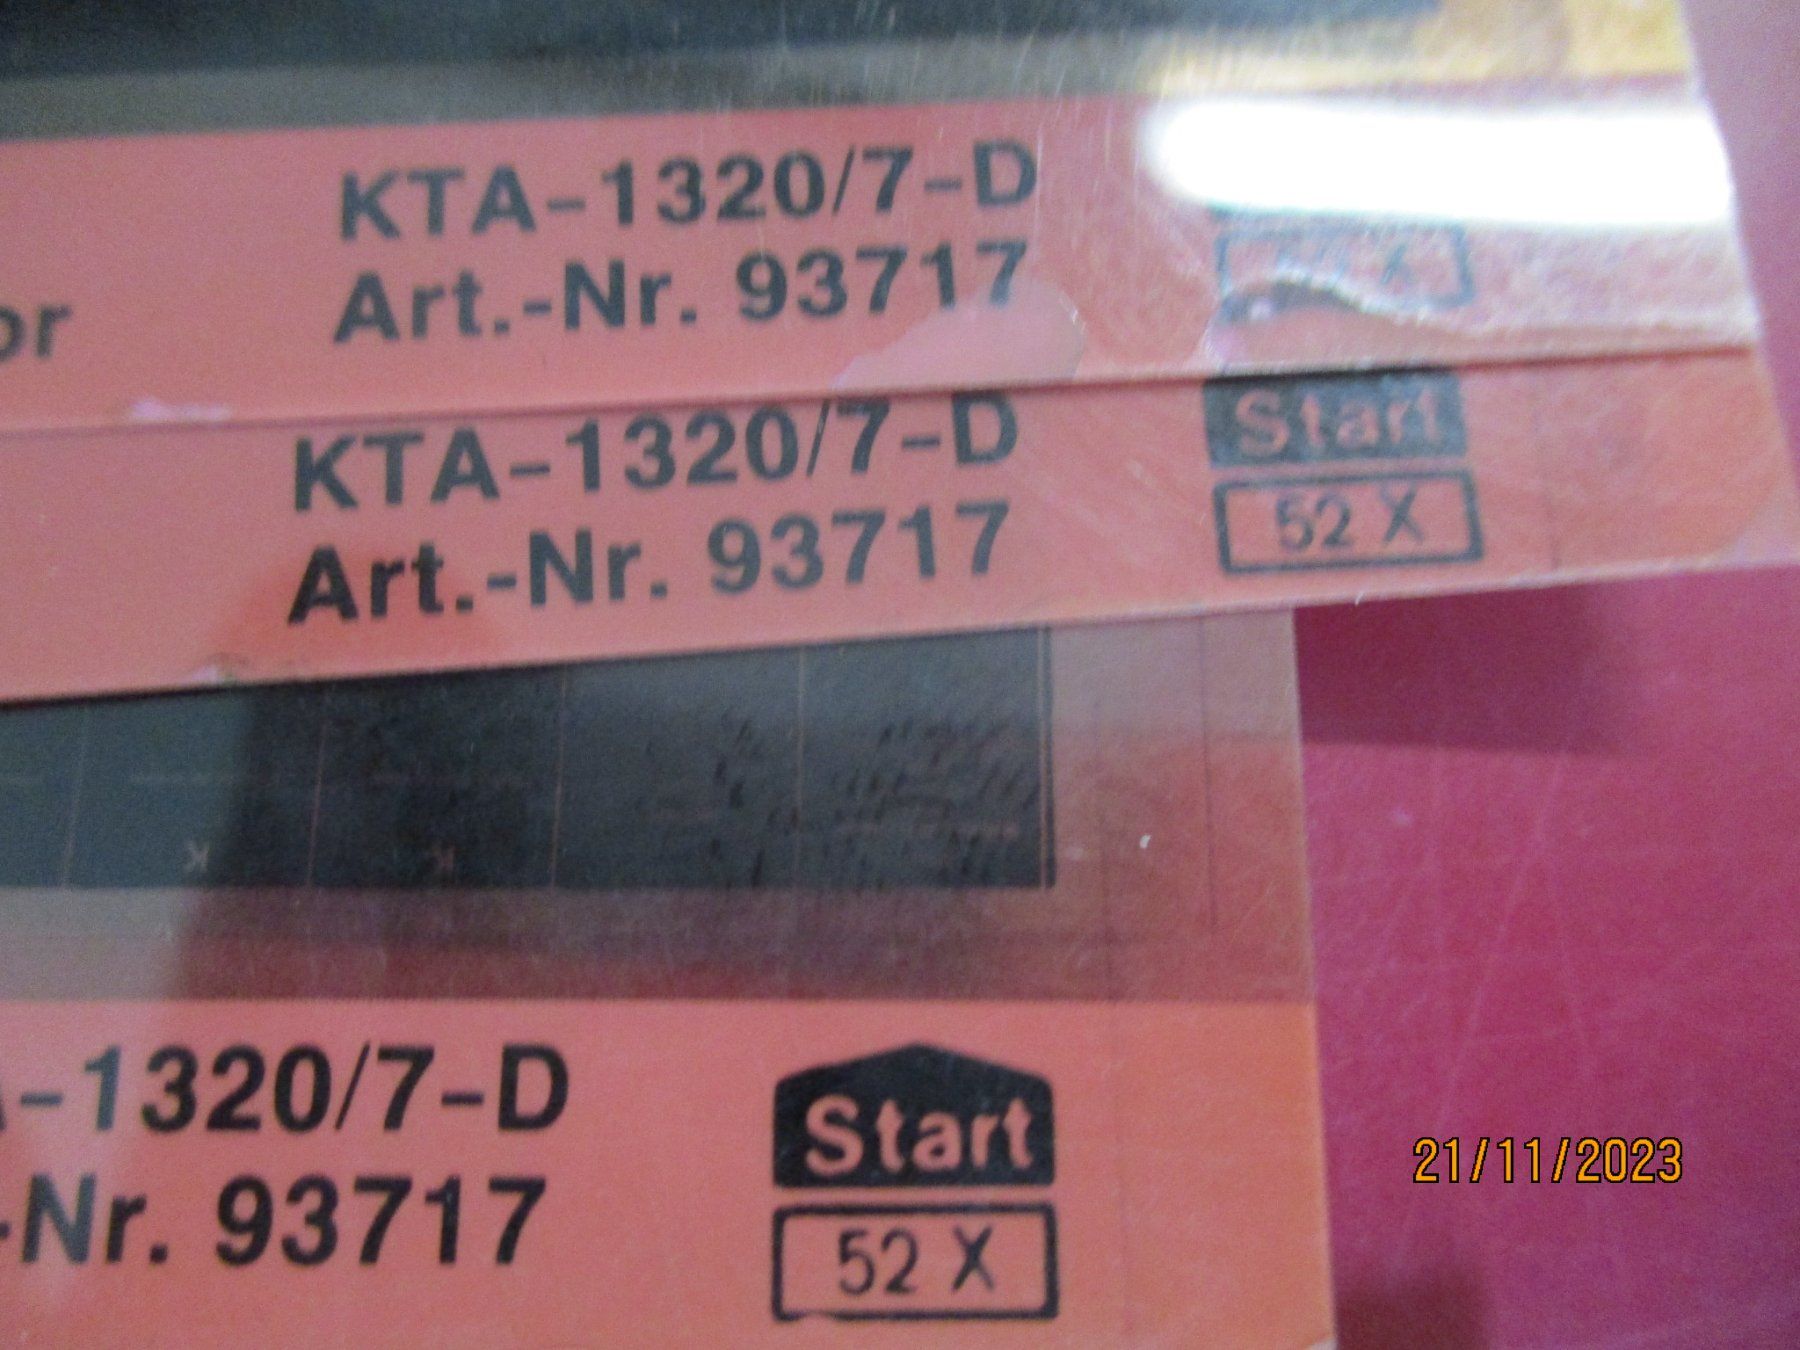 KTA-1320/7-D
Art.-Nr. 93717
or
KTA-1320/7-D
Art.-Nr. 93717
Start
52 X
K K
A-1320/7-D
-Nr. 93717
Start
52 X
21/11/2023